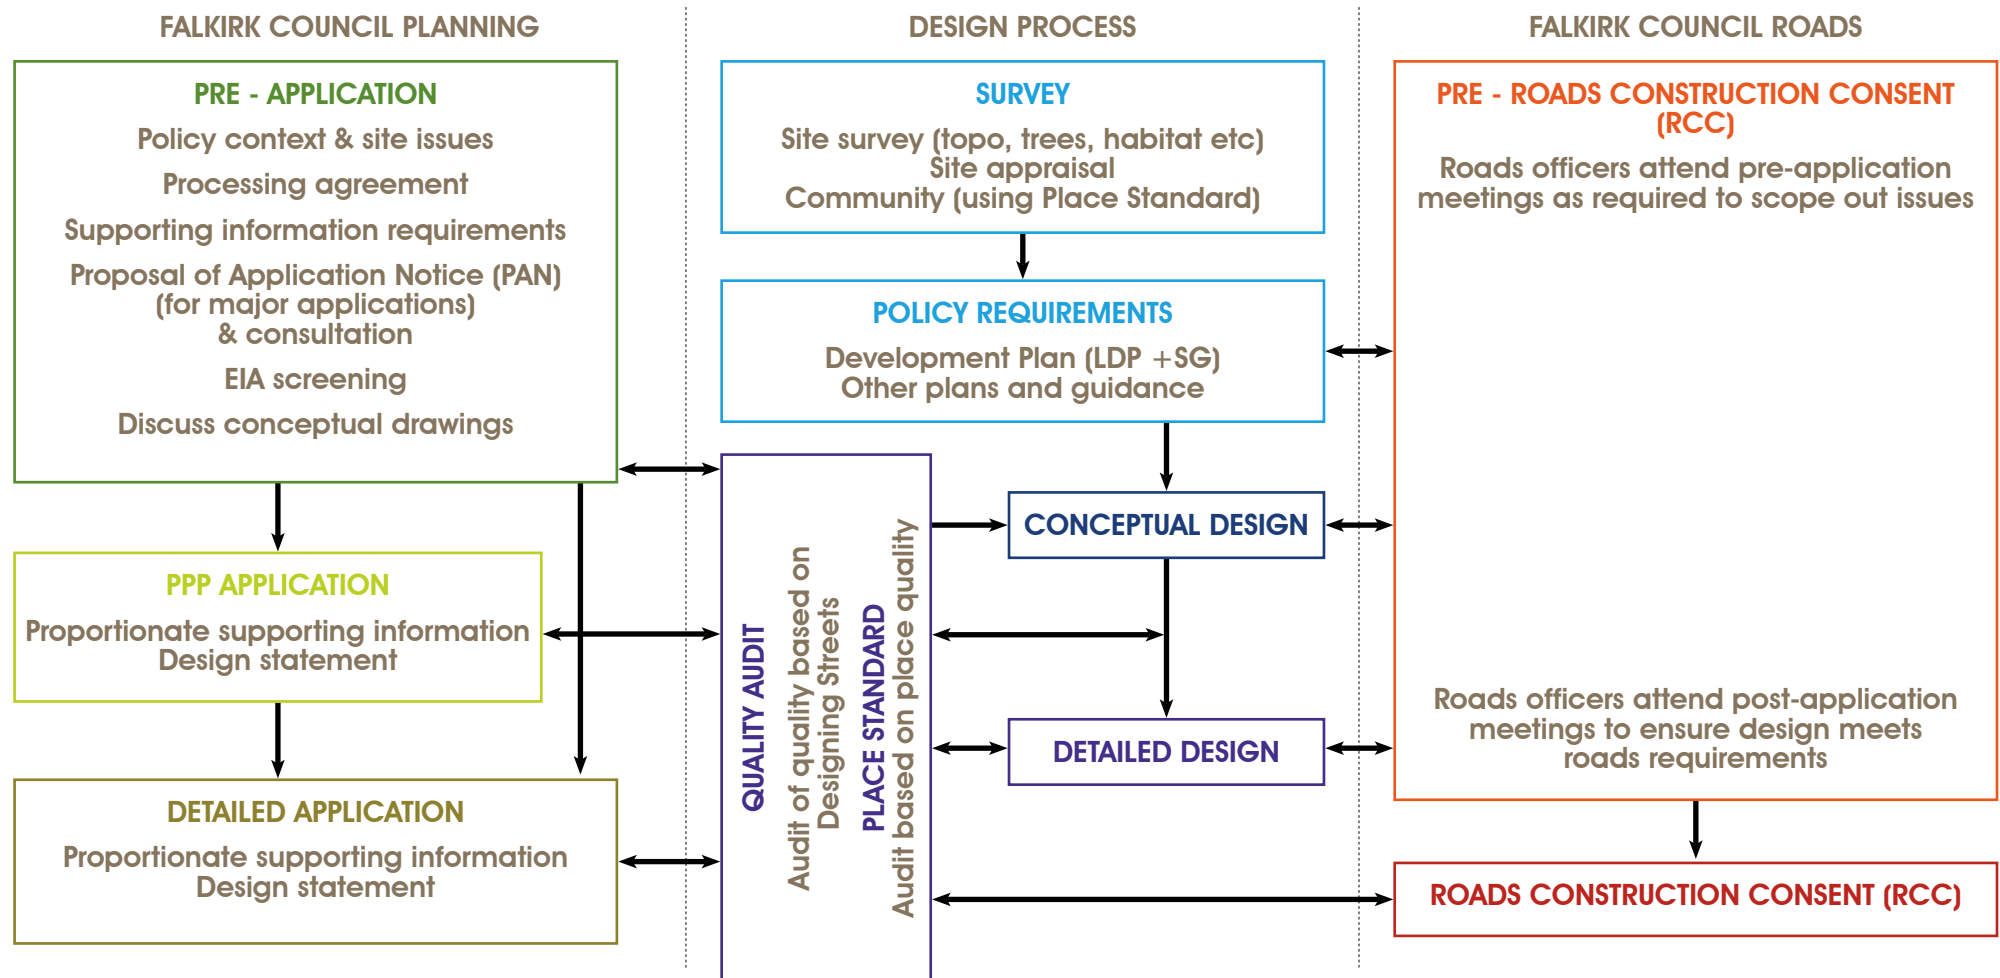 FALKIRK COUNCIL PLANNING
PRE - APPLICATION
Policy context & site issues
Processing agreement
Supporting information requirements
Proposal of Application Notice (PAN)
(for major applications)
& consultation
EIA screening
Discuss conceptual drawings
PPP APPLICATION
Proportionate supporting information
Design statement
DETAILED APPLICATION
Proportionate supporting information
Design statement
DESIGN PROCESS
SURVEY
Site survey (topo, trees, habitat etc)
Site appraisal
Community (using Place Standard)
POLICY REQUIREMENTS
Development Plan (LDP +SG)
Other plans and guidance
QUALITY AUDIT
Audit of quality based on
Designing Streets
PLACE STANDARD
Audit based on place quality
CONCEPTUAL DESIGN
DETAILED DESIGN
FALKIRK COUNCIL ROADS
PRE - ROADS CONSTRUCTION CONSENT
(RCC)
Roads officers attend pre-application
meetings as required to scope out issues
Roads officers attend post-application
meetings to ensure design meets
roads requirements
ROADS CONSTRUCTION CONSENT (RCC)